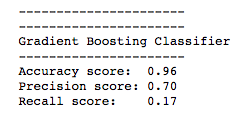 -----------------------
-----------------------
Gradient Boosting Classifier
-----------------------
Accuracy score:  0.96
Precision score: 0.70
Recall score:    0.17